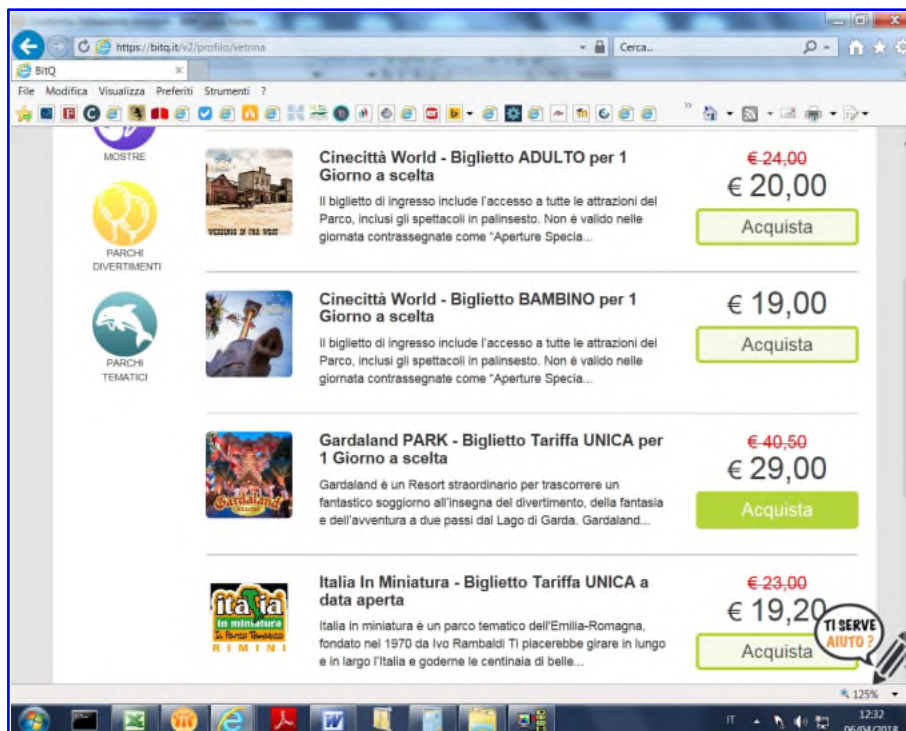 https://bitq.it/v2/profilo/vetrina
Cerca...
BitQ
File Modifica Visualizza Preferiti Strumenti ?
MOSTRE
PARCHI
DIVERTIMENTI
PARCHI
TEMATICI
Cinecittà World - Biglietto ADULTO per 1
Giorno a scelta
Il biglietto di ingresso include l'accesso a tutte le attrazioni del
Parco, inclusi gli spettacoli in palinsesto. Non è valido nelle
giornata contrassegnate come "Aperture Specia...
€ 24,00
€ 20,00
Acquista
Cinecittà World - Biglietto BAMBINO per 1
Giorno a scelta
Il biglietto di ingresso include l'accesso a tutte le attrazioni del
Parco, inclusi gli spettacoli in palinsesto. Non è valido nelle
giornata contrassegnate come "Aperture Specia...
€ 19,00
Acquista
Gardaland
Gardaland PARK - Biglietto Tariffa UNICA per
1 Giorno a scelta
Gardaland è un Resort straordinario per trascorrere un
fantastico soggiorno all'insegna del divertimento, della fantasia
e dell'avventura a due passi dal Lago di Garda. Gardaland...
€ 40,50
€ 29,00
Acquista
italia
in miniatura
Il Parco Tematico
RIMINI
Italia In Miniatura - Biglietto Tariffa UNICA a
data aperta
Italia in miniatura è un parco tematico dell'Emilia-Romagna,
fondato nel 1970 da Ivo Rambaldi Ti piacerebbe girare in lungo
e in largo l'Italia e goderne le centinaia di belle...
€ 23,00
€ 19,20
Acquista
TI SERVE
AIUTO ?
125%
IT
12:32
06/04/2018